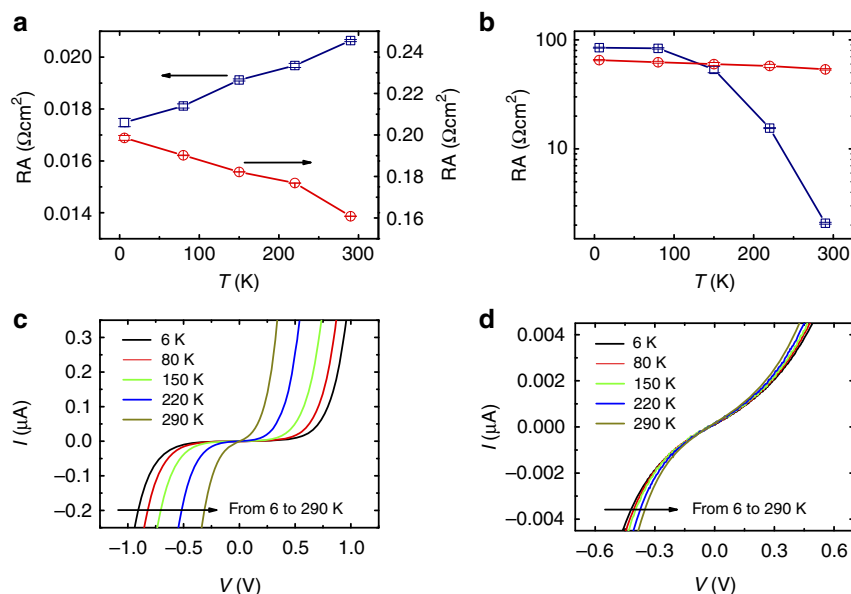 a
0.020
0.018
0.016
0.014
RA (Ωcm²)
0.24
0.22
0.20
0.18
0.16
RA (Ωcm²)
0 100 200 300
T (K)
b
100
10
RA (Ωcm²)
0 100 200 300
T (K)
c
0.3
0.2
0.1
0.0
−0.1
−0.2
I (μA)
6 K
80 K
150 K
220 K
290 K
From 6 to 290 K
−1.0 −0.5 0.0 0.5 1.0
V (V)
d
0.004
0.002
0.000
−0.002
−0.004
I (μA)
6 K
80 K
150 K
220 K
290 K
From 6 to 290 K
−0.6 −0.3 0.0 0.3 0.6
V (V)